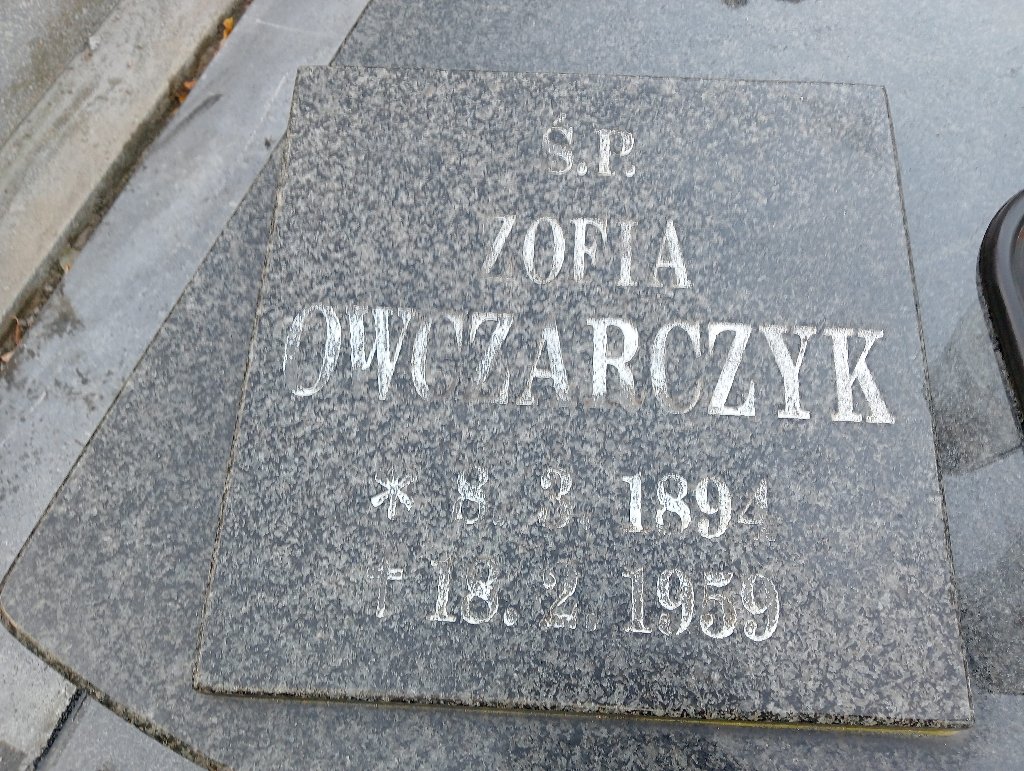 Ś.P.
ZOFIA
OWCZARCZYK
* 8. 3. 1894
† 18. 2. 1959